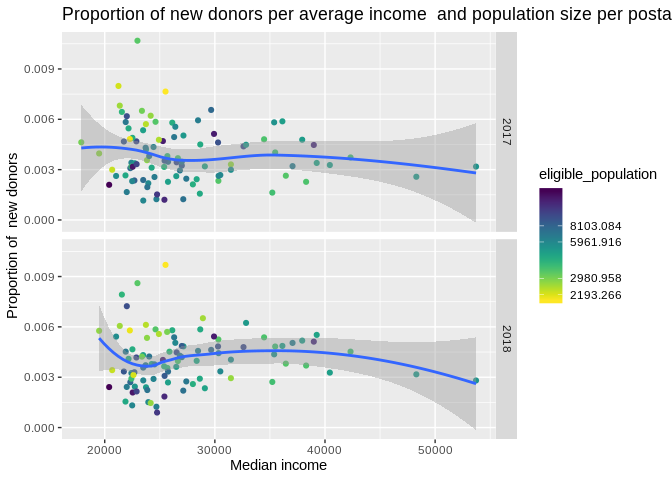 Proportion of new donors per average income  and population size per posta
Proportion of  new donors
0.009
0.006
0.003
0.000
2017
0.009
0.006
0.003
0.000
2018
20000 30000 40000 50000
Median income
eligible_population
8103.084
5961.916
2980.958
2193.266